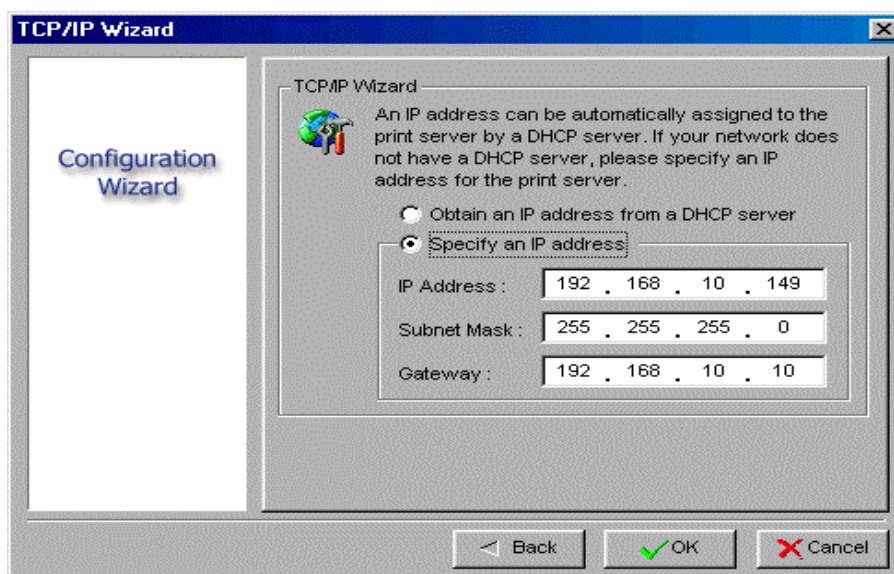 TCP/IP Wizard
Configuration
Wizard
TCP/IP Wizard
An IP address can be automatically assigned to the
print server by a DHCP server. If your network does
not have a DHCP server, please specify an IP
address for the print server.
Obtain an IP address from a DHCP server
Specify an IP address
IP Address : 192 . 168 . 10 . 149
Subnet Mask : 255 . 255 . 255 . 0
Gateway : 192 . 168 . 10 . 10
Back OK Cancel